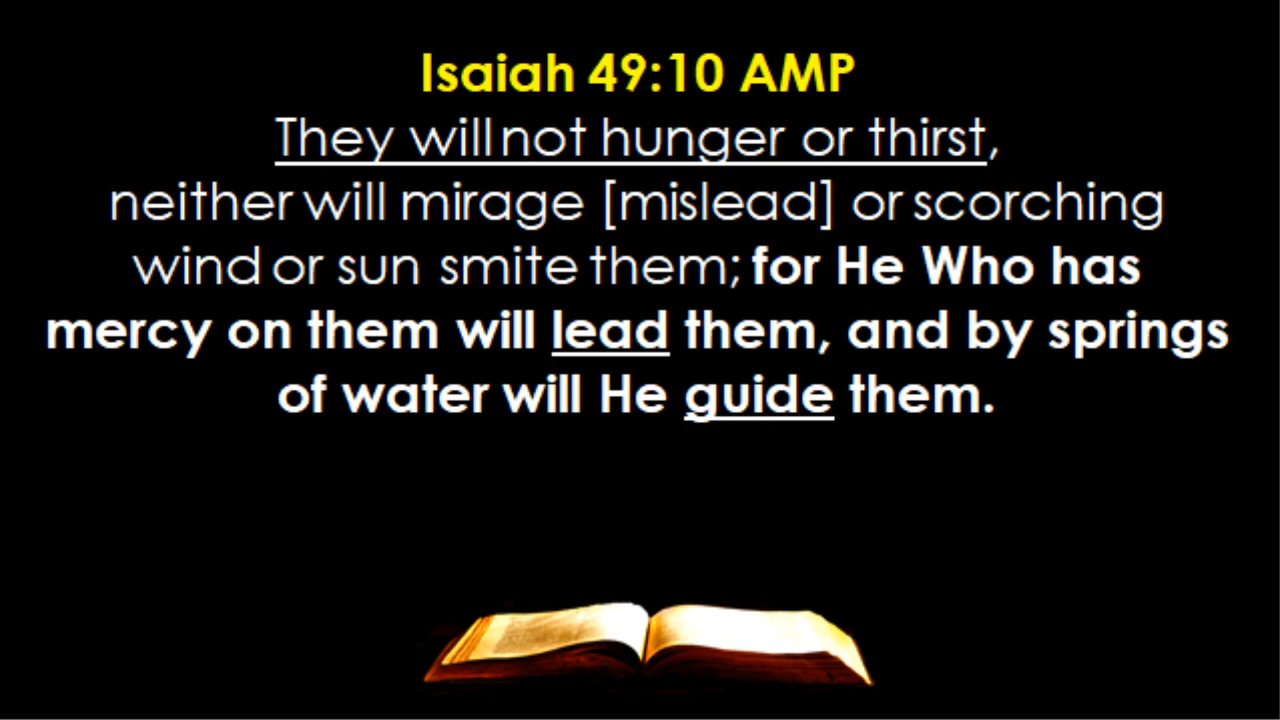 Isaiah 49:10 AMP
They will not hunger or thirst,
neither will mirage [mislead] or scorching
wind or sun smite them; for He Who has
mercy on them will lead them, and by springs
of water will He guide them.